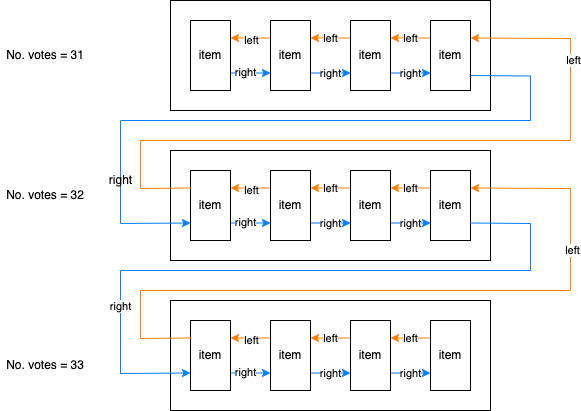 left left left
No. votes = 31 item item item item left
right right right
right
left left left
No. votes = 32 item item item item
right right right
left
right
left left left
No. votes = 33 item item item item
right right right